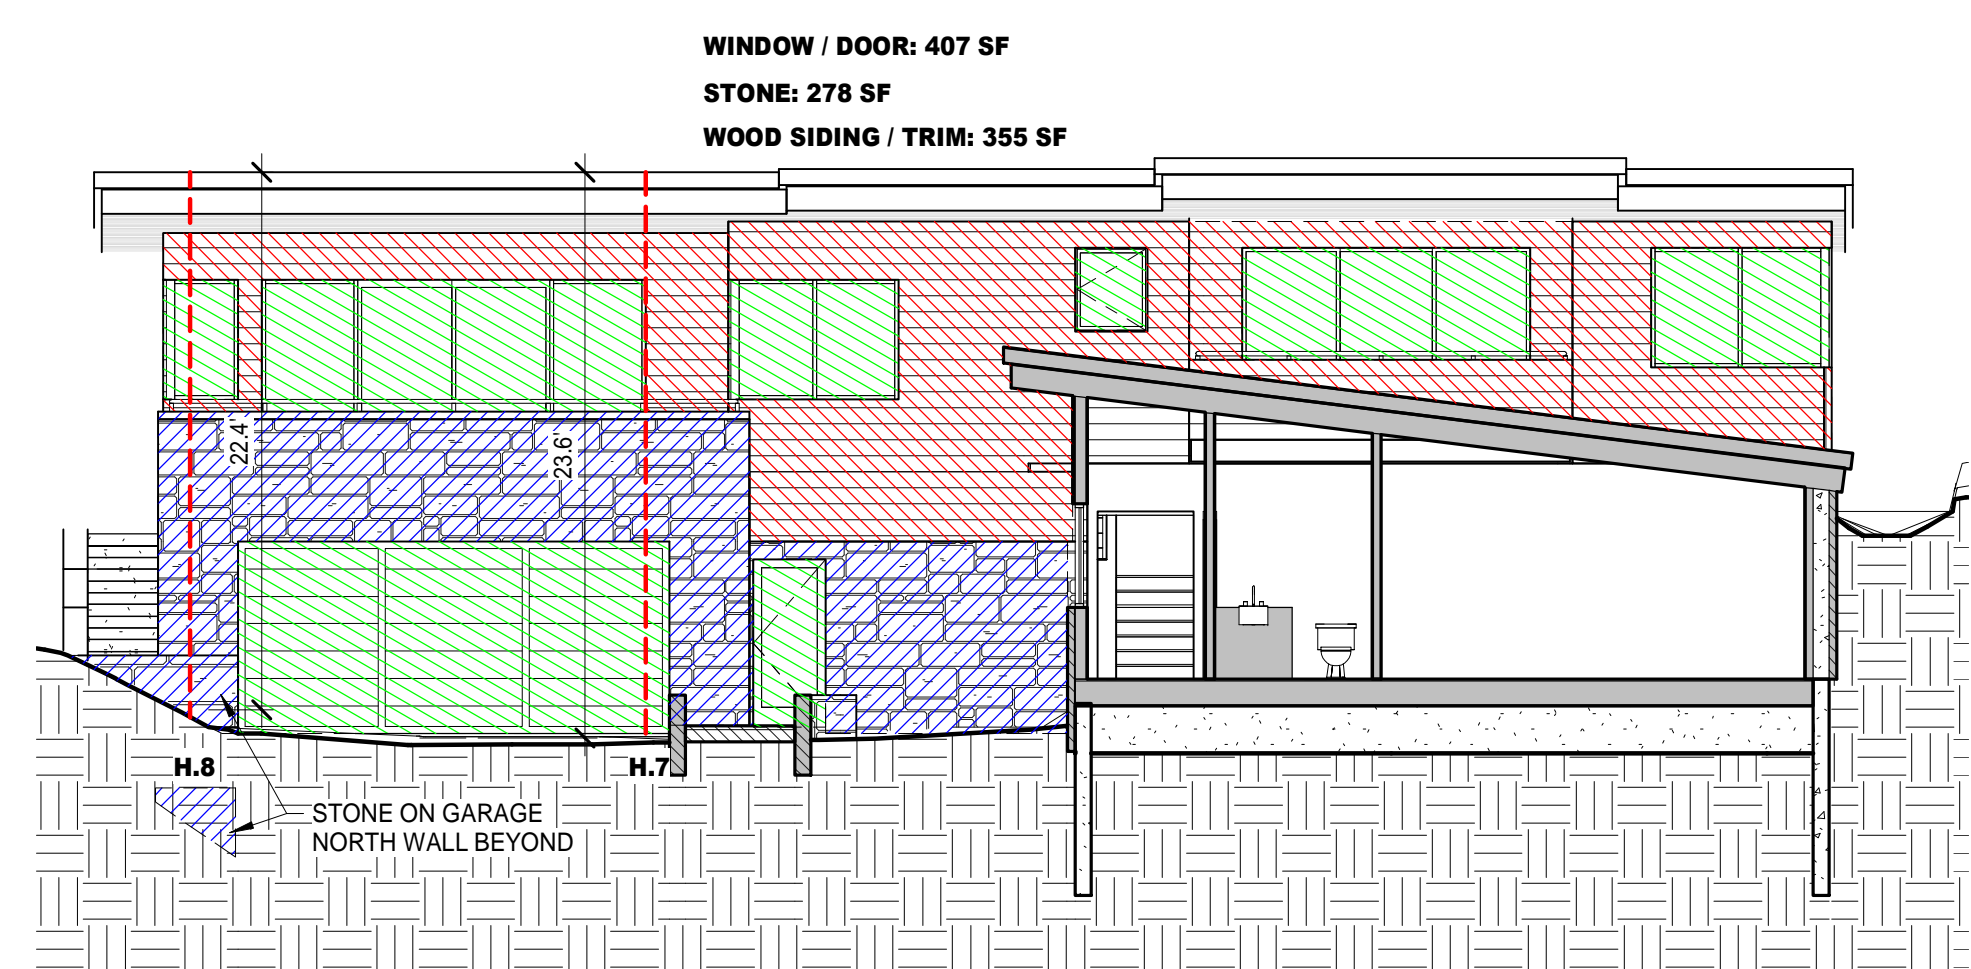 WINDOW / DOOR: 407 SF
STONE: 278 SF
WOOD SIDING / TRIM: 355 SF
22.4'
23.6'
H.8
H.7
STONE ON GARAGE
NORTH WALL BEYOND